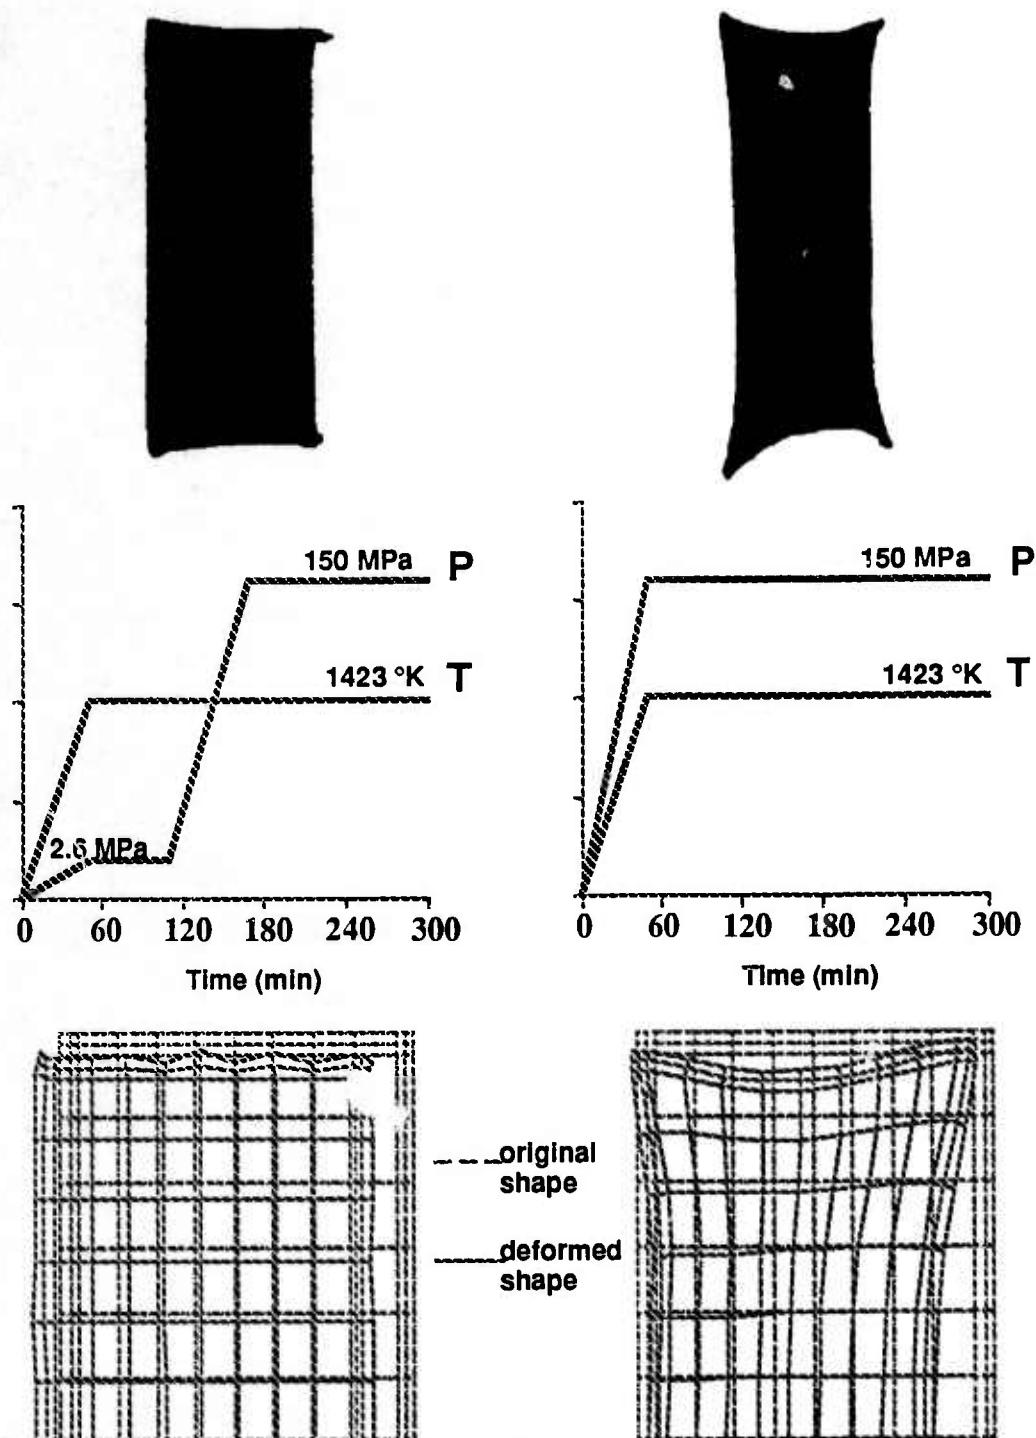 150 MPa P
1423 °K T
2.6 MPa
0 60 120 180 240 300
Time (min)
150 MPa P
1423 °K T
0 60 120 180 240 300
Time (min)
original
shape
deformed
shape